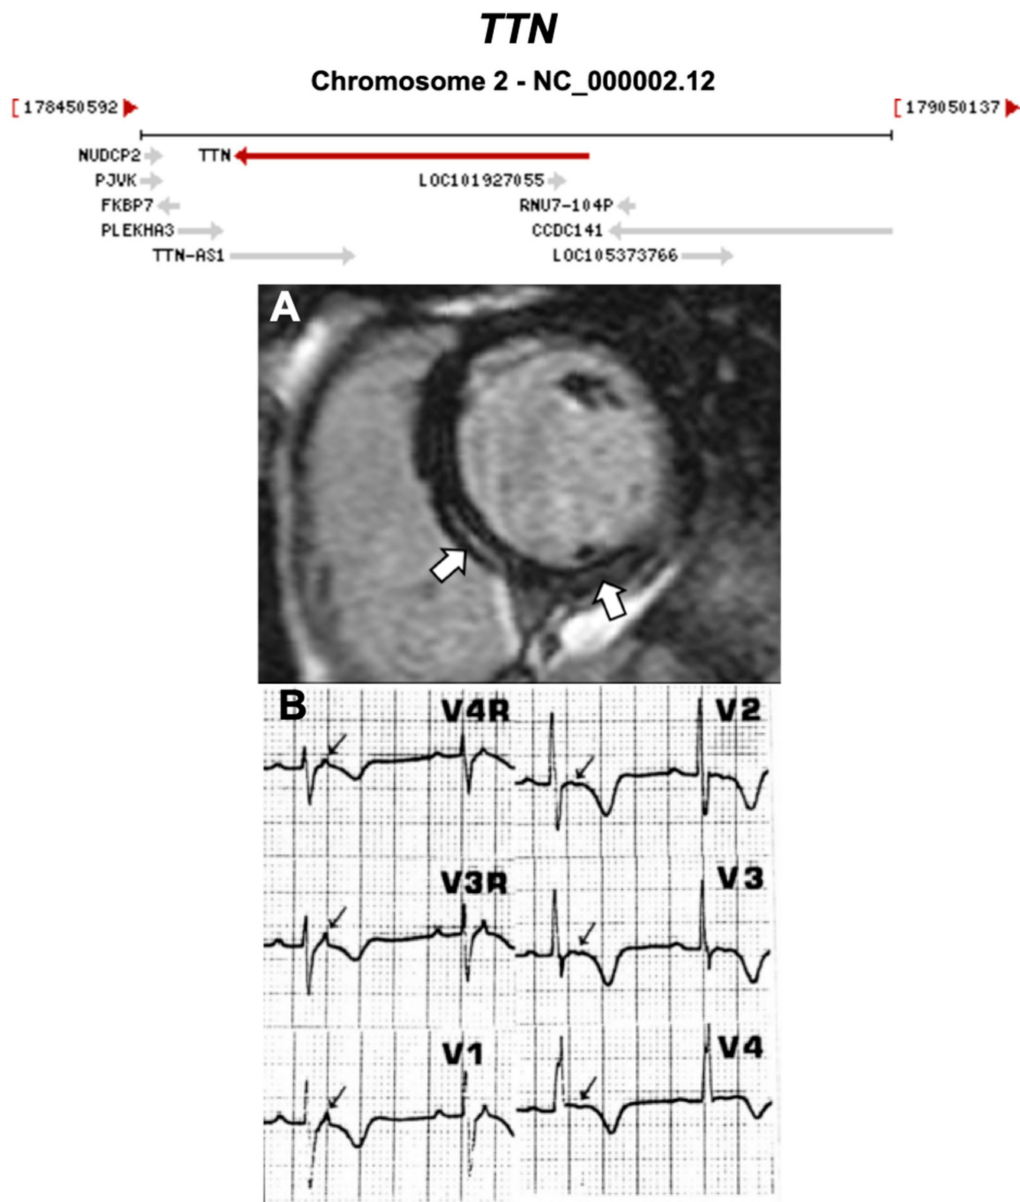 TTN
Chromosome 2 - NC_000002.12
[ 178450592 [ 179050137
NUDCP2 TTN
PJVK LOC101927055
FKBP7 RNU7-104P
PLEKHA3 CCDC141
TTN-AS1 LOC105373766
A
B V4R V2
V3R V3
V1 V4